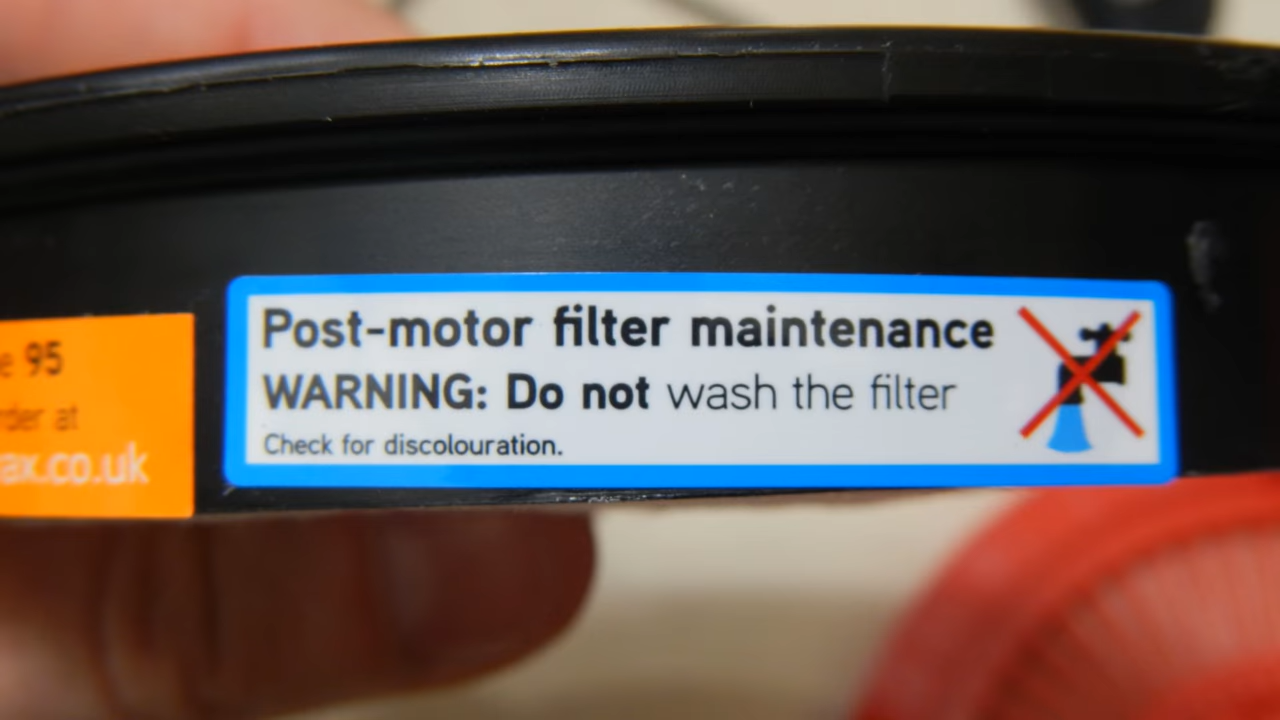 e 95
rder at
ax.co.uk
Post-motor filter maintenance
WARNING: Do not wash the filter
Check for discolouration.